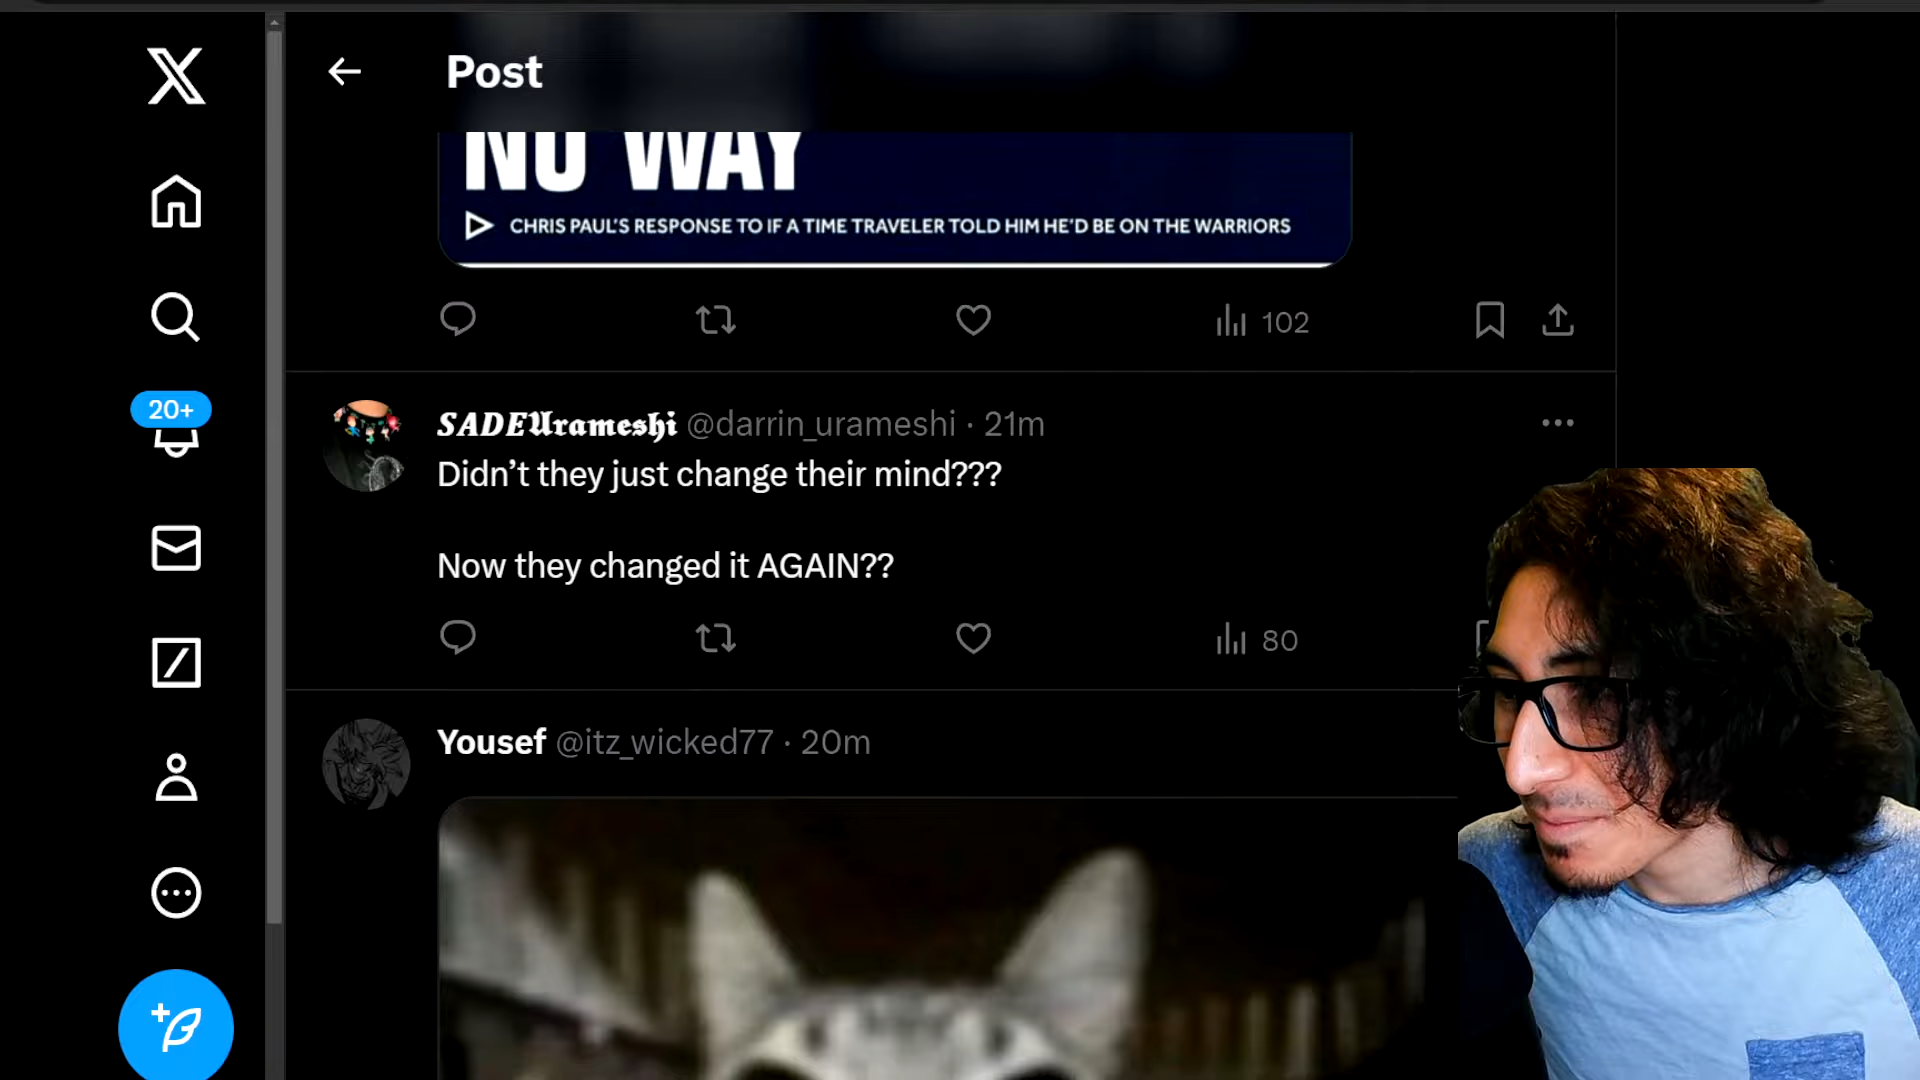 Post
NO WAY
CHRIS PAUL'S RESPONSE TO IF A TIME TRAVELER TOLD HIM HE'D BE ON THE WARRIORS
102
20+
SADEUrameshi @darrin_urameshi · 21m
Didn’t they just change their mind???
Now they changed it AGAIN??
80
Yousef @itz_wicked77 · 20m